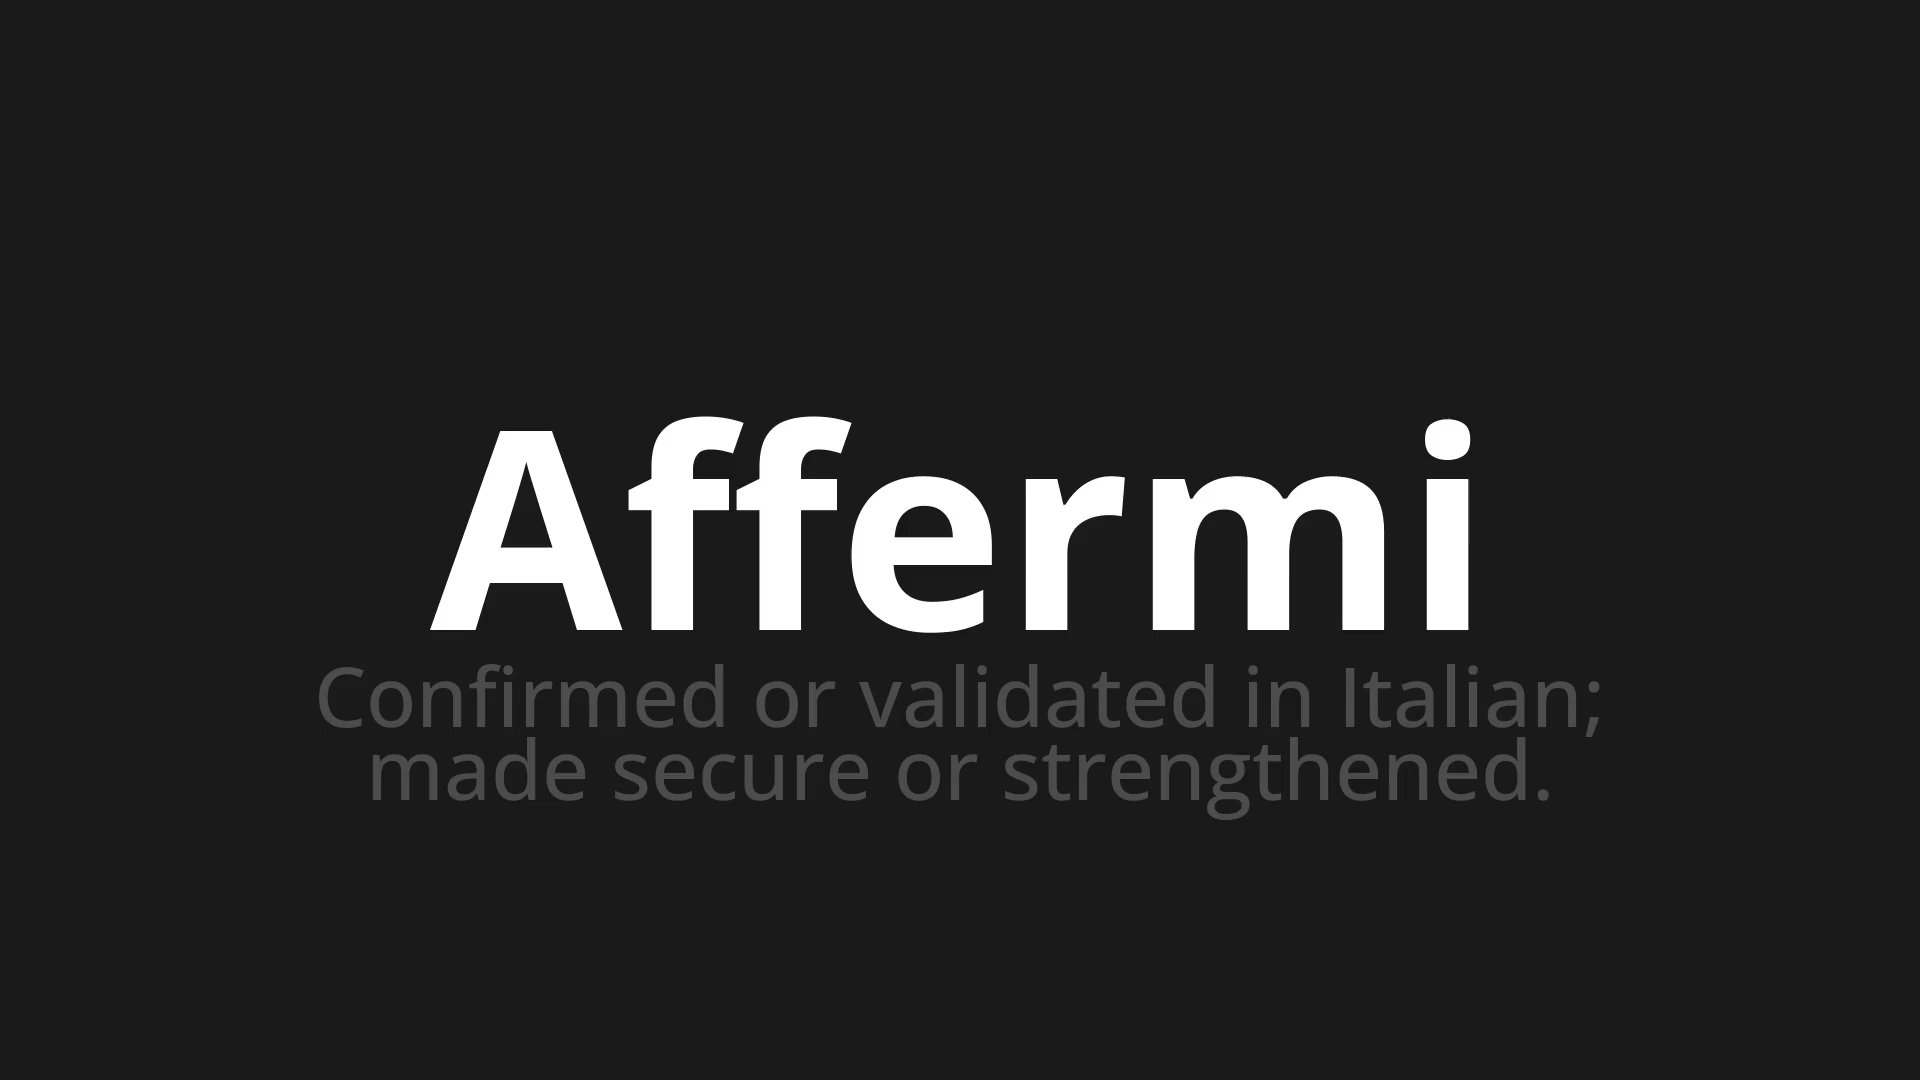 Affermi
Confirmed or validated in Italian;
made secure or strengthened.